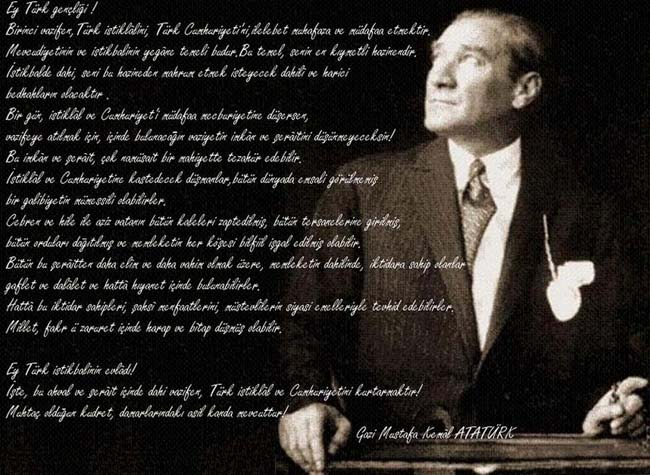 Ey Türk gençliği !
Birinci vazifen,Türk istiklâlini, Türk Cumhuriyeti'ni,ilelebet muhafaza ve müdafaa etmektir.
Mevcudiyetinin ve istikbalinin yegâne temeli budur.Bu temel, senin en kıymetli hazinendir.
İstikbalde dahi, seni bu hazineden mahrum etmek isteyecek dahilî ve haricî
bedhahların olacaktır .
Bir gün, istiklâl ve Cumhuriyet'i müdafaa mecburiyetine düşersen,
vazifeye atılmak için, içinde bulunacağın vaziyetin imkân ve şerâitini düşünmeyeceksin!
Bu imkân ve şerâit, çok namüsait bir mahiyette tezahür edebilir.
İstiklâl ve Cumhuriyetine kastedecek düşmanlar,bütün dünyada emsali görülmemiş
bir galibiyetin mümessili olabilirler.
Cebren ve hile ile aziz vatanın bütün kaleleri zaptedilmiş, bütün tersanelerine girilmiş,
bütün orduları dağıtılmış ve memleketin her köşesi bilfiil işgal edilmiş olabilir.
Bütün bu şerâitten daha elim ve daha vahim olmak üzere, memleketin dahilinde, iktidara sahip olanlar
gaflet ve dalâlet ve hattâ hıyanet içinde bulunabilirler.
Hattâ bu iktidar sahipleri, şahsî menfaatlerini, müstevlilerin siyasi emelleriyle tevhid edebilirler.
Millet, fakr ü zaruret içinde harap ve bitap düşmüş olabilir.
Ey Türk istikbalinin evlâdı!
İşte, bu ahval ve şerâit içinde dahi vazifen, Türk istiklâl ve Cumhuriyetini kurtarmaktır!
Muhtaç olduğun kudret, damarlarındaki asil kanda mevcuttur!
Gazi Mustafa Kemâl ATATÜRK